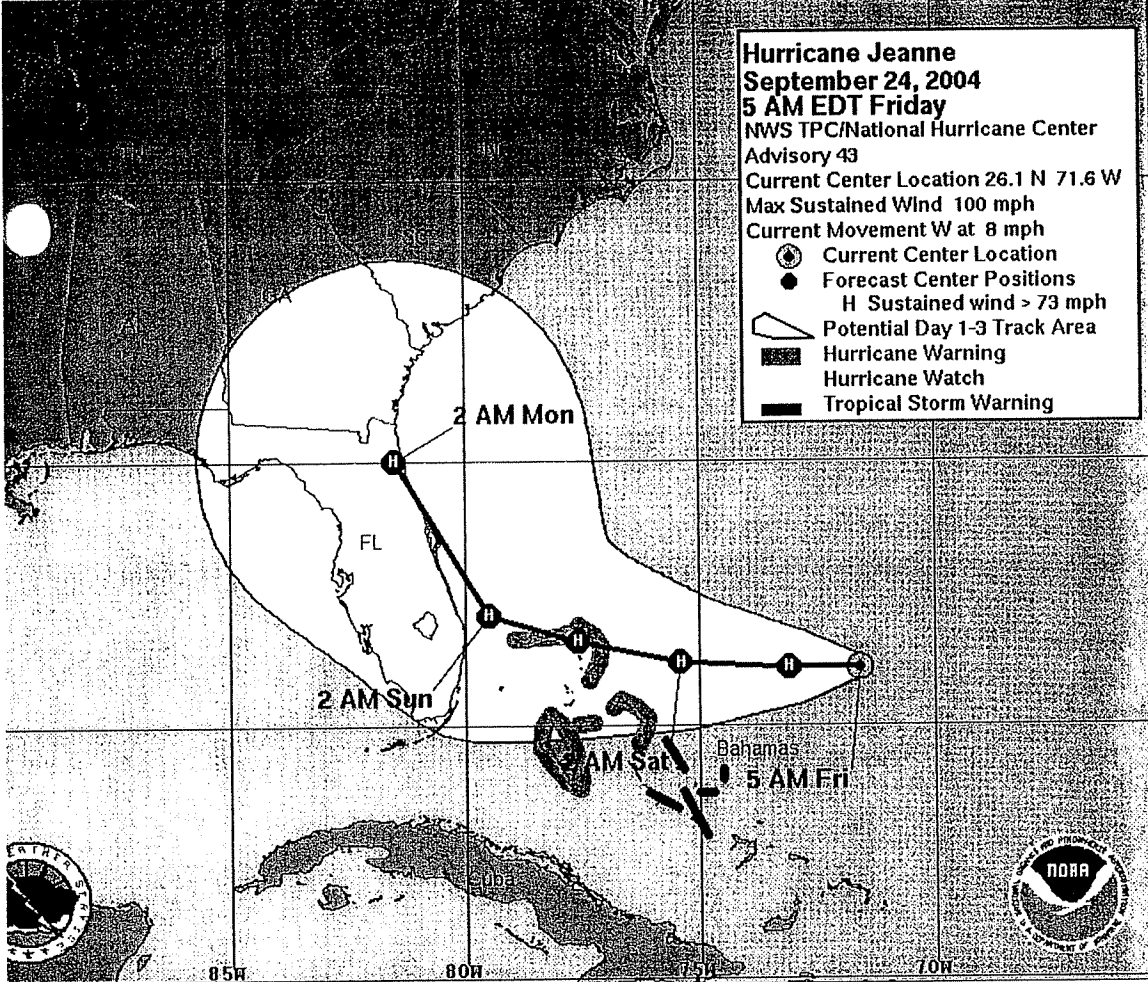 Hurricane Jeanne
September 24, 2004
5 AM EDT Friday
NWS TPC/National Hurricane Center
Advisory 43
Current Center Location 26.1 N 71.6 W
Max Sustained Wind 100 mph
Current Movement W at 8 mph
Current Center Location
Forecast Center Positions
H Sustained wind > 73 mph
Potential Day 1-3 Track Area
Hurricane Warning
Hurricane Watch
Tropical Storm Warning
2 AM Mon
H
FL
H
H
H
H
2 AM Sun
Bahamas
AM Sat
5 AM Fri
NOAA
Cuba
85W
80W
75W
70W